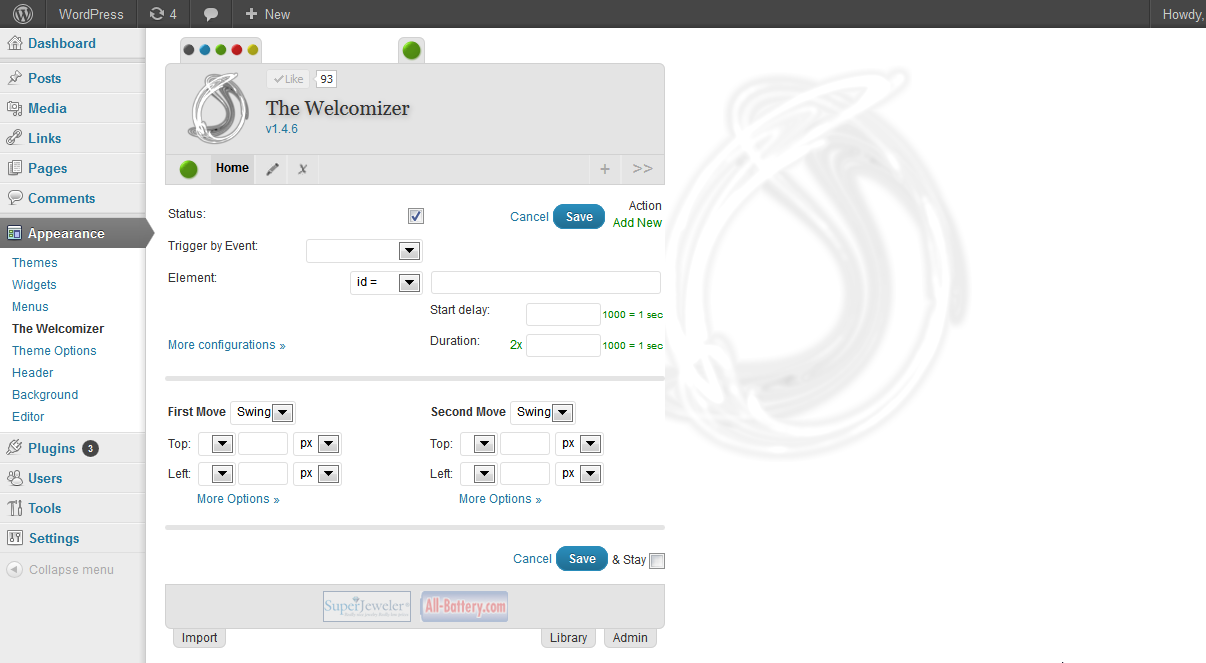 WordPress 4 + New Howdy,
Dashboard
Posts
Media
Links
Pages
Comments
Appearance
Themes
Widgets
Menus
The Welcomizer
Theme Options
Header
Background
Editor
Plugins 3
Users
Tools
Settings
Collapse menu
Like 93
The Welcomizer
v1.4.6
Home x + >>
Status: Cancel Save Action
Add New
Trigger by Event:
Element: id =
Start delay: 1000 = 1 sec
More configurations » Duration: 2x 1000 = 1 sec
First Move Swing Second Move Swing
Top: px Top: px
Left: px Left: px
More Options » More Options »
Cancel Save & Stay
SuperJeweler All-Battery.com
Import Library Admin